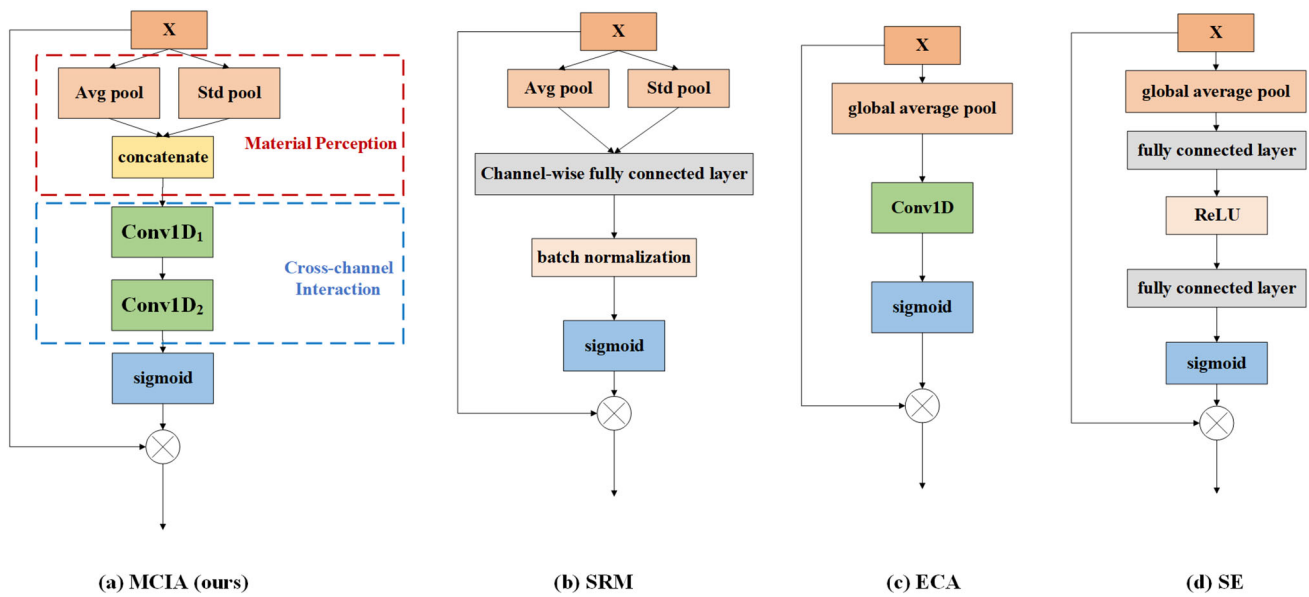 X
Avg pool
Std pool
Material Perception
concatenate
Conv1D₁
Cross-channel
Interaction
Conv1D₂
sigmoid
(a) MCIA (ours)
X
Avg pool
Std pool
Channel-wise fully connected layer
batch normalization
sigmoid
(b) SRM
X
global average pool
Conv1D
sigmoid
(c) ECA
X
global average pool
fully connected layer
ReLU
fully connected layer
sigmoid
(d) SE